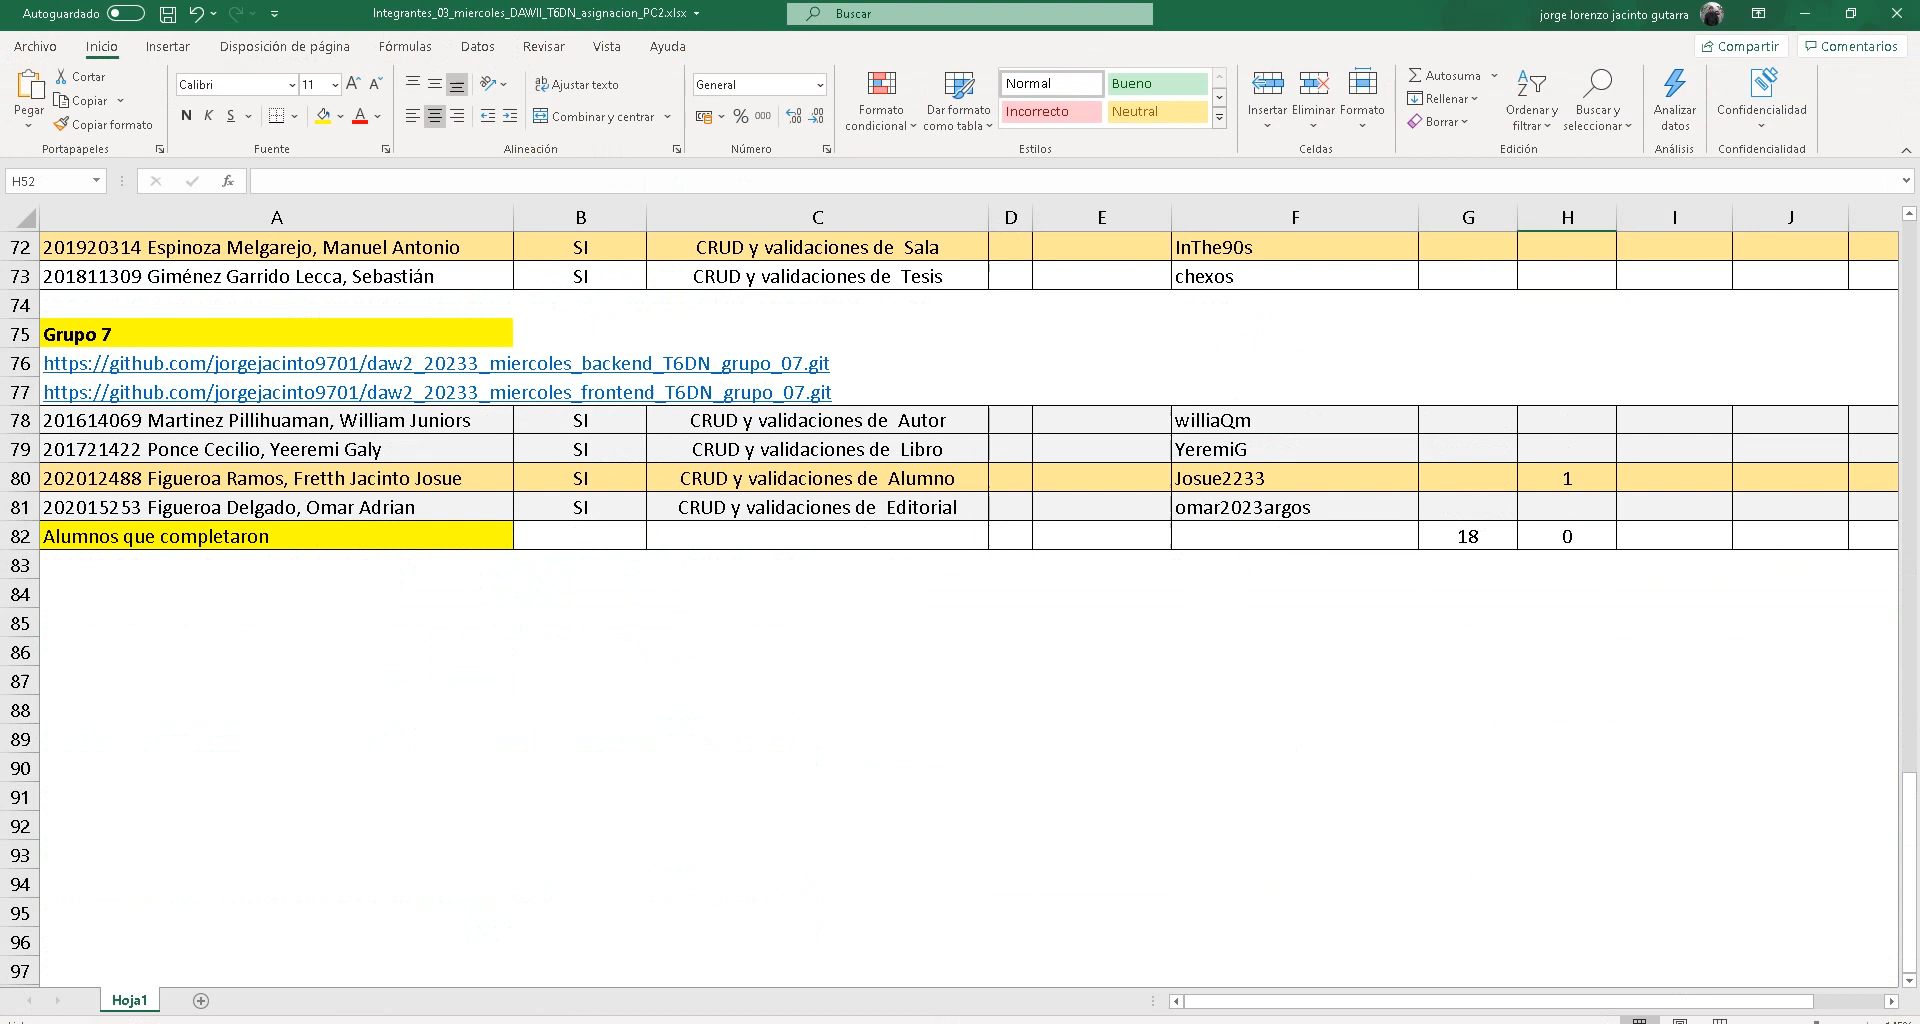 Autoguardado
Integrantes_03_miercoles_DAWII_T6DN_asignacion_PC2.xlsx
Buscar
jorge lorenzo jacinto gutarra
Archivo Inicio Insertar Disposición de página Fórmulas Datos Revisar Vista Ayuda
Compartir Comentarios
Pegar
Cortar
Copiar
Copiar formato
Portapapeles
Calibri 11
N K S
Fuente
Ajustar texto
Combinar y centrar
Alineación
General
% 000
Número
Formato condicional
Dar formato como tabla
Normal Bueno
Incorrecto Neutral
Estilos
Insertar Eliminar Formato
Celdas
Autosuma
Rellenar
Borrar
Ordenar y filtrar
Buscar y seleccionar
Edición
Analizar datos
Análisis
Confidencialidad
Confidencialidad
H52 fx
A B C D E F G H I J
72 201920314 Espinoza Melgarejo, Manuel Antonio SI CRUD y validaciones de Sala InThe90s
73 201811309 Giménez Garrido Lecca, Sebastián SI CRUD y validaciones de Tesis chexos
74
75 Grupo 7
76 https://github.com/jorgejacinto9701/daw2_20233_miercoles_backend_T6DN_grupo_07.git
77 https://github.com/jorgejacinto9701/daw2_20233_miercoles_frontend_T6DN_grupo_07.git
78 201614069 Martinez Pillihuaman, William Juniors SI CRUD y validaciones de Autor williaQm
79 201721422 Ponce Cecilio, Yeeremi Galy SI CRUD y validaciones de Libro YeremiG
80 202012488 Figueroa Ramos, Fretth Jacinto Josue SI CRUD y validaciones de Alumno Josue2233 1
81 202015253 Figueroa Delgado, Omar Adrian SI CRUD y validaciones de Editorial omar2023argos
82 Alumnos que completaron 18 0
83
84
85
86
87
88
89
90
91
92
93
94
95
96
97
Hoja1